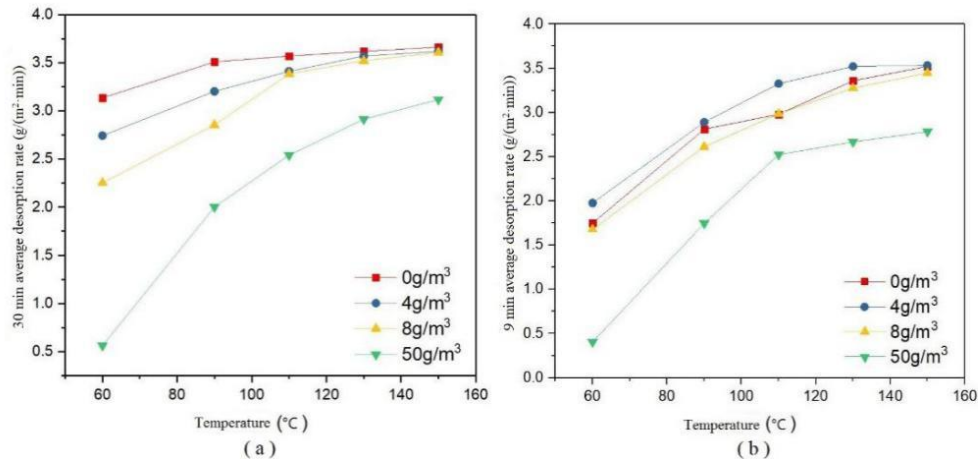 4.0
3.5
3.0
2.5
2.0
1.5
1.0
0.5
30 min average desorption rate (g/(m²·min))
0g/m³
4g/m³
8g/m³
50g/m³
60 80 100 120 140 160
Temperature (°C)
( a )
4.0
3.5
3.0
2.5
2.0
1.5
1.0
0.5
0.0
9 min average desorption rate (g/(m²·min))
0g/m³
4g/m³
8g/m³
50g/m³
60 80 100 120 140 160
Temperature (°C)
( b )